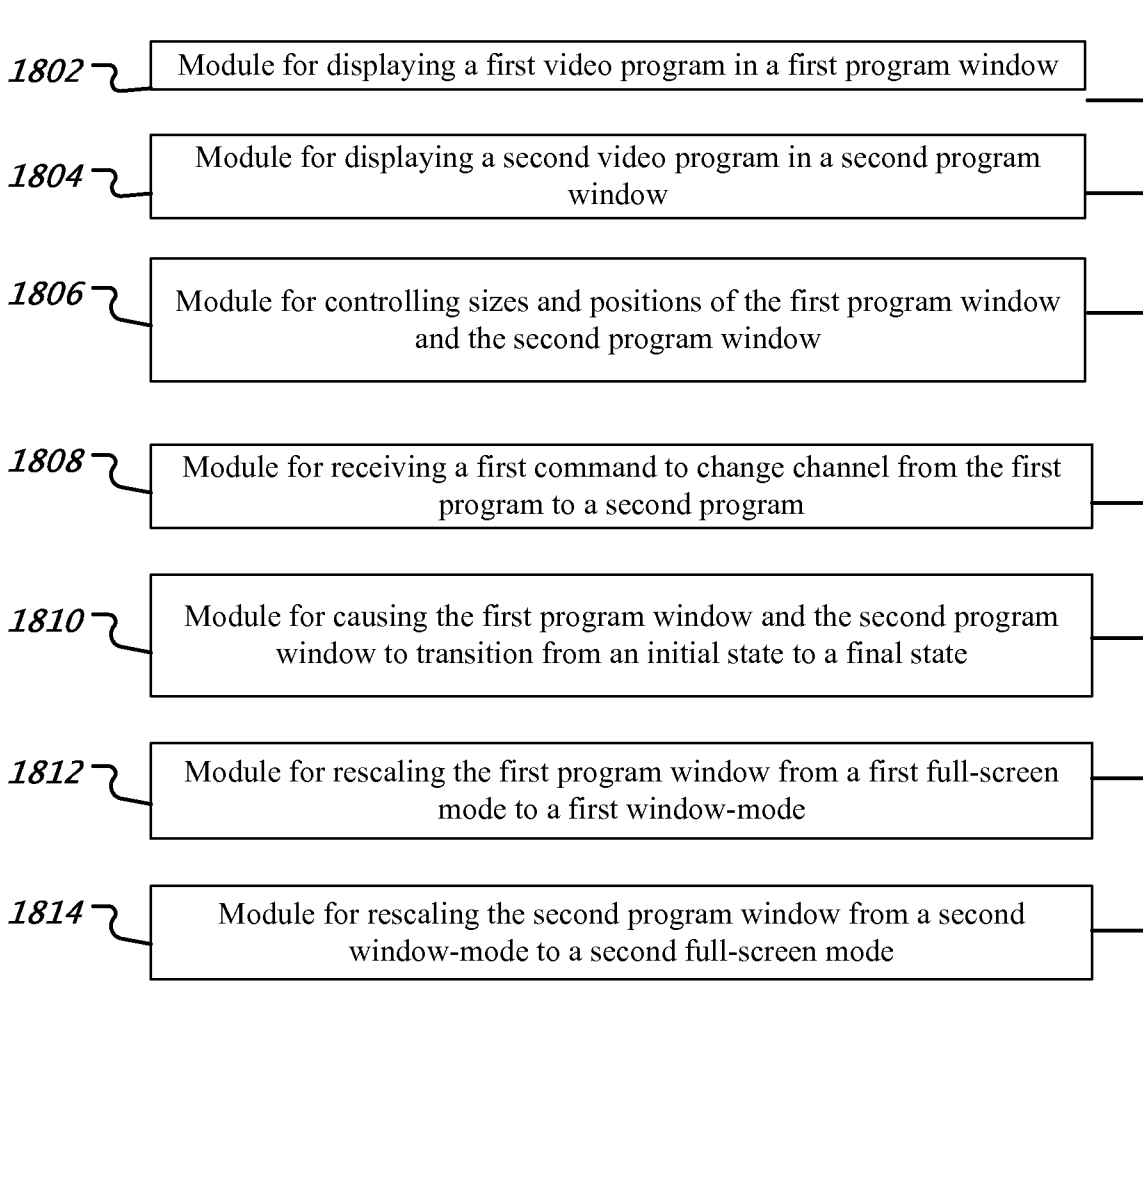 1802
Module for displaying a first video program in a first program window
1804
Module for displaying a second video program in a second program
window
1806
Module for controlling sizes and positions of the first program window
and the second program window
1808
Module for receiving a first command to change channel from the first
program to a second program
1810
Module for causing the first program window and the second program
window to transition from an initial state to a final state
1812
Module for rescaling the first program window from a first full-screen
mode to a first window-mode
1814
Module for rescaling the second program window from a second
window-mode to a second full-screen mode